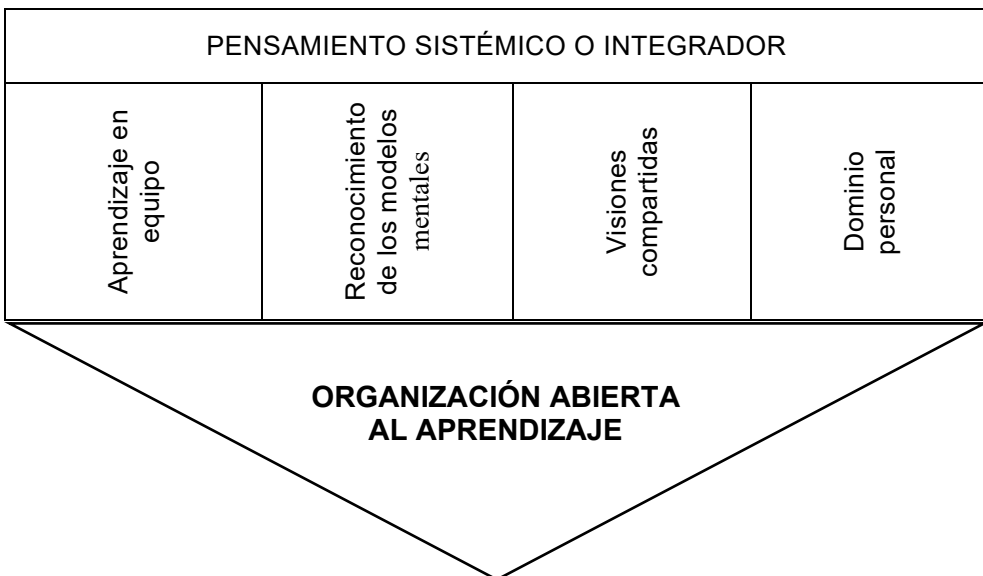 PENSAMIENTO SISTÉMICO O INTEGRADOR
Aprendizaje en
equipo
Reconocimiento
de los modelos
mentales
Visiones
compartidas
Dominio
personal
ORGANIZACIÓN ABIERTA
AL APRENDIZAJE